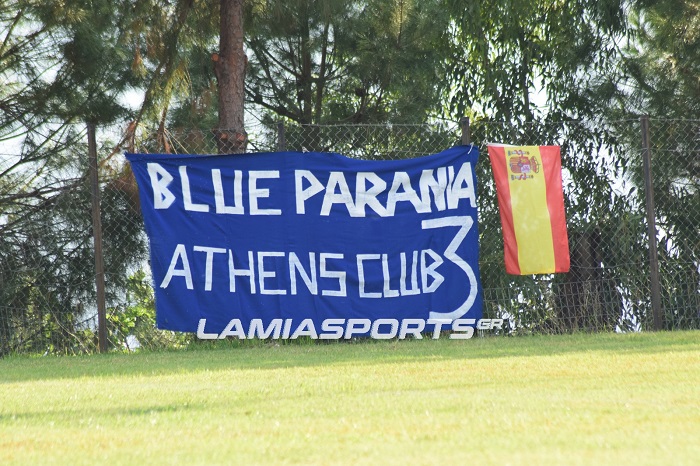 BLUE PARANIA
ATHENS CLUB 3
LAMIASPORTS.GR